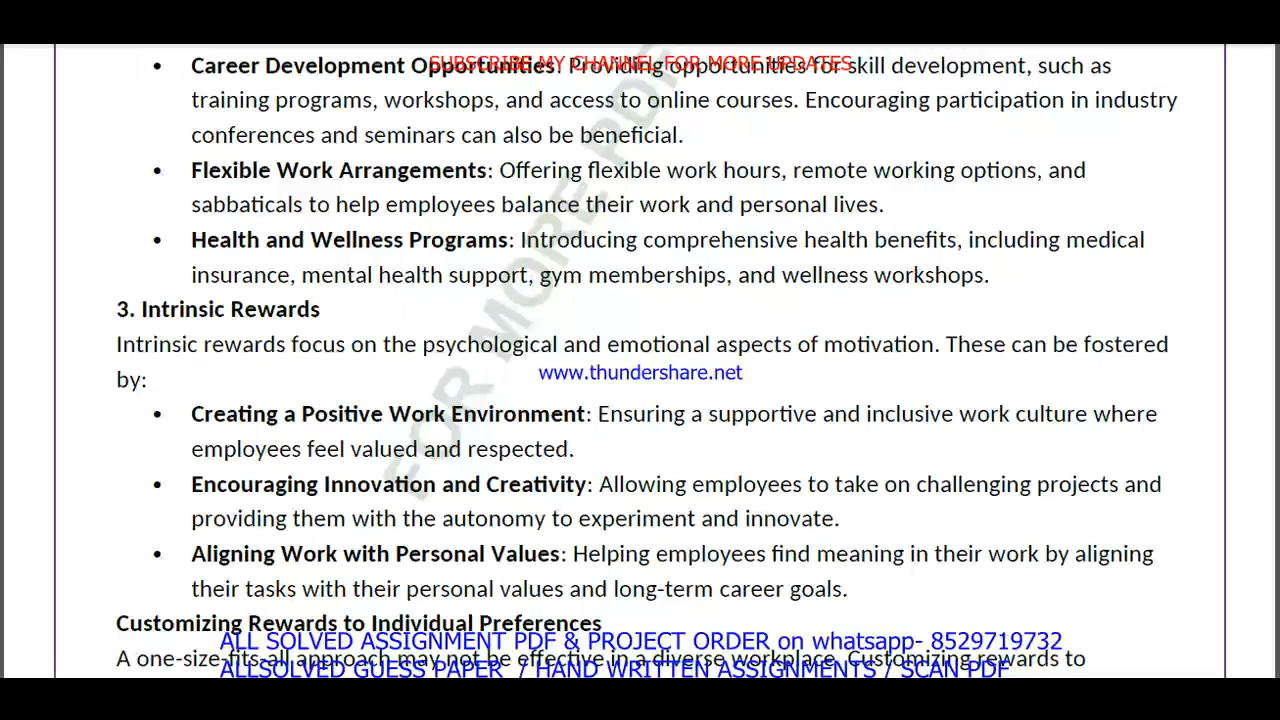 SUBSCRIBE MY CHANNEL FOR MORE UPDATES
• Career Development Opportunities: Providing opportunities for skill development, such as
training programs, workshops, and access to online courses. Encouraging participation in industry
conferences and seminars can also be beneficial.
• Flexible Work Arrangements: Offering flexible work hours, remote working options, and
sabbaticals to help employees balance their work and personal lives.
• Health and Wellness Programs: Introducing comprehensive health benefits, including medical
insurance, mental health support, gym memberships, and wellness workshops.
3. Intrinsic Rewards
Intrinsic rewards focus on the psychological and emotional aspects of motivation. These can be fostered
www.thundershare.net
by:
• Creating a Positive Work Environment: Ensuring a supportive and inclusive work culture where
employees feel valued and respected.
• Encouraging Innovation and Creativity: Allowing employees to take on challenging projects and
providing them with the autonomy to experiment and innovate.
• Aligning Work with Personal Values: Helping employees find meaning in their work by aligning
their tasks with their personal values and long-term career goals.
Customizing Rewards to Individual Preferences
ALL SOLVED ASSIGNMENT PDF & PROJECT ORDER on whatsapp- 8529719732
A one-size-fits-all approach may not be effective in a diverse workplace. Customizing rewards to
ALLSOLVED GUESS PAPER / HAND WRITTEN ASSIGNMENTS / SCAN PDF
FOR MORE PDF